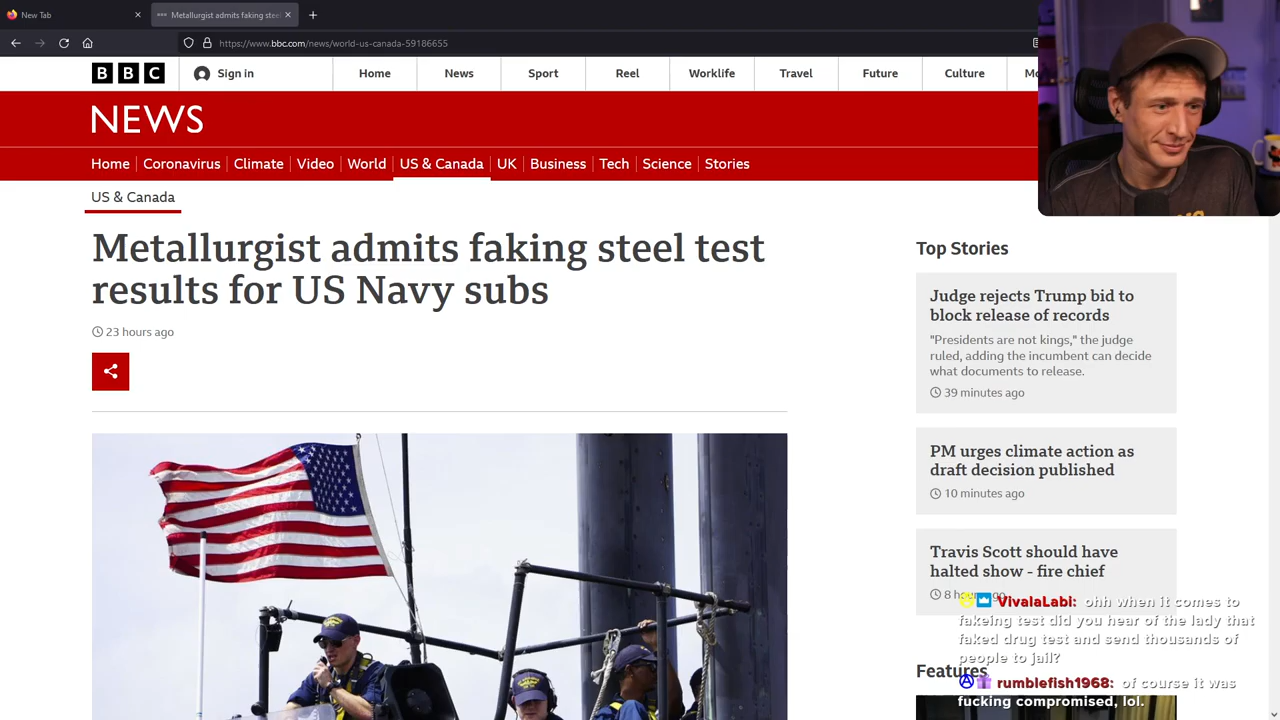 New Tab
Metallurgist admits faking stee
https://www.bbc.com/news/world-us-canada-59186655
BBC
Sign in
Home
News
Sport
Reel
Worklife
Travel
Future
Culture
NEWS
Home
Coronavirus
Climate
Video
World
US & Canada
UK
Business
Tech
Science
Stories
US & Canada
Metallurgist admits faking steel test
results for US Navy subs
23 hours ago
Top Stories
Judge rejects Trump bid to
block release of records
"Presidents are not kings," the judge
ruled, adding the incumbent can decide
what documents to release.
39 minutes ago
PM urges climate action as
draft decision published
10 minutes ago
Travis Scott should have
halted show - fire chief
VivalaLabi: ohh when it comes to
fakeing test did you hear of the lady that
faked drug test and send thousands of
people to jail?
Features
rumblefish1968: of course it was
fucking compromised, lol.